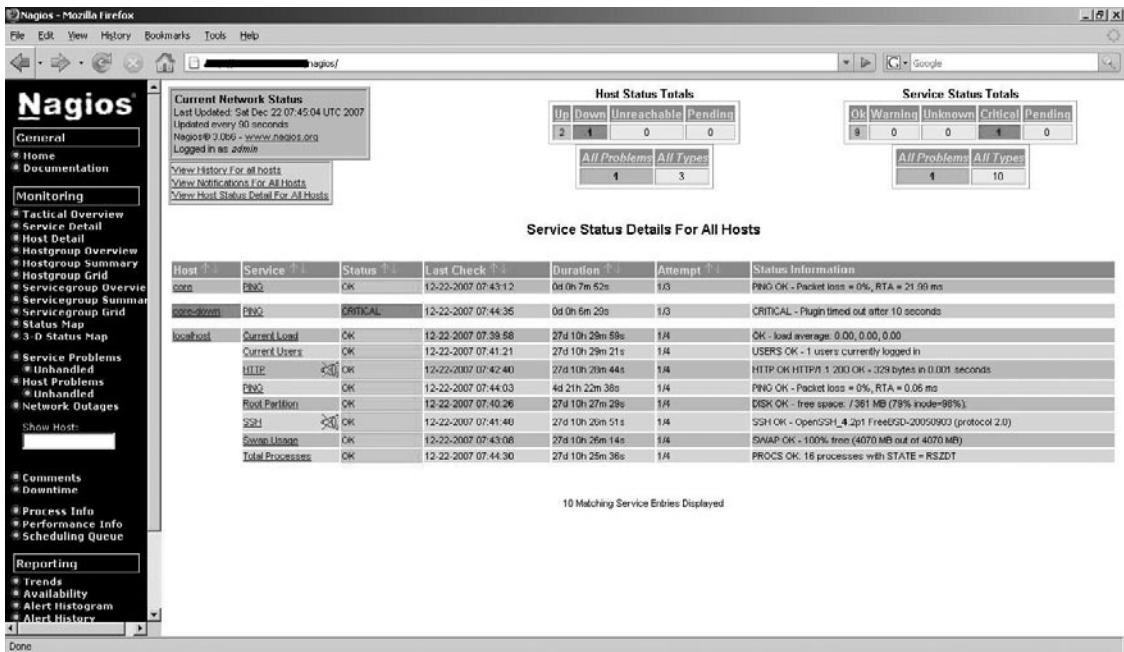 Nagios - Mozilla Firefox
File Edit View History Bookmarks Tools Help
nagios/
Google
Nagios®
General
Home
Documentation
Monitoring
Tactical Overview
Service Detail
Host Detail
Hostgroup Overview
Hostgroup Summary
Hostgroup Grid
Servicegroup Overvie
Servicegroup Summar
Servicegroup Grid
Status Map
3-D Status Map
Service Problems
Unhandled
Host Problems
Unhandled
Network Outages
Show Host:
Comments
Downtime
Process Info
Performance Info
Scheduling Queue
Reporting
Trends
Availability
Alert Histogram
Alert History
Current Network Status
Last Updated: Sat Dec 22 07:45:04 UTC 2007
Updated every 90 seconds
Nagios® 3.0b6 - www.nagios.org
Logged in as admin
View History For all hosts
View Notifications For All Hosts
View Host Status Detail For All Hosts
Host Status Totals
Up Down Unreachable Pending
2 1 0 0
All Problems All Types
1 3
Service Status Totals
Ok Warning Unknown Critical Pending
9 0 0 1 0
All Problems All Types
1 10
Service Status Details For All Hosts
Host Service Status Last Check Duration Attempt Status Information
core PING OK 12-22-2007 07:43:12 0d 0h 7m 52s 1/3 PING OK - Packet loss = 0%, RTA = 21.99 ms
core-down PING CRITICAL 12-22-2007 07:44:35 0d 0h 6m 29s 1/3 CRITICAL - Plugin timed out after 10 seconds
localhost Current Load OK 12-22-2007 07:39:58 27d 10h 29m 59s 1/4 OK - load average: 0.00, 0.00, 0.00
Current Users OK 12-22-2007 07:41:21 27d 10h 29m 21s 1/4 USERS OK - 1 users currently logged in
HTTP OK 12-22-2007 07:42:40 27d 10h 28m 44s 1/4 HTTP OK HTTP/1.1 200 OK - 329 bytes in 0.001 seconds
PING OK 12-22-2007 07:44:03 4d 21h 22m 38s 1/4 PING OK - Packet loss = 0%, RTA = 0.06 ms
Root Partition OK 12-22-2007 07:40:26 27d 10h 27m 29s 1/4 DISK OK - free space: / 361 MB (79% inode=98%):
SSH OK 12-22-2007 07:41:48 27d 10h 26m 51s 1/4 SSH OK - OpenSSH_4.2p1 FreeBSD-20050903 (protocol 2.0)
Swap Usage OK 12-22-2007 07:43:08 27d 10h 26m 14s 1/4 SWAP OK - 100% free (4070 MB out of 4070 MB)
Total Processes OK 12-22-2007 07:44:30 27d 10h 25m 36s 1/4 PROCS OK: 16 processes with STATE = RSZDT
10 Matching Service Entries Displayed
Done